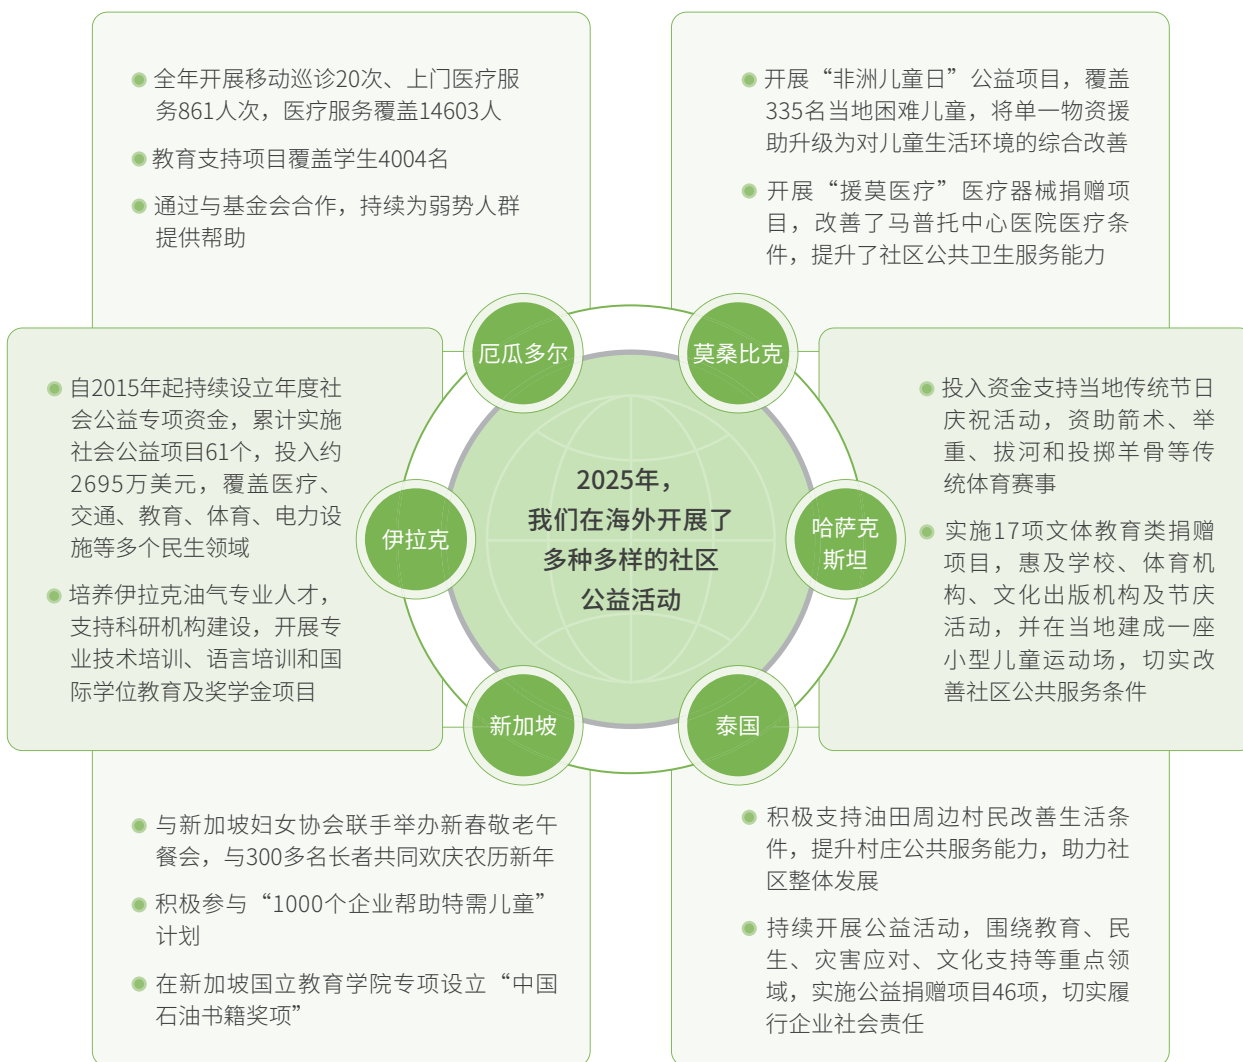 全年开展移动巡诊20次、上门医疗服
务861人次，医疗服务覆盖14603人
教育支持项目覆盖学生4004名
通过与基金会合作，持续为弱势人群
提供帮助
开展“非洲儿童日”公益项目，覆盖
335名当地困难儿童，将单一物资援
助升级为对儿童生活环境的综合改善
开展“援莫医疗”医疗器械捐赠项
目，改善了马普托中心医院医疗条
件，提升了社区公共卫生服务能力
厄瓜多尔
莫桑比克
自2015年起持续设立年度社
会公益专项资金，累计实施
社会公益项目61个，投入约
2695万美元，覆盖医疗、
交通、教育、体育、电力设
施等多个民生领域
培养伊拉克油气专业人才，
支持科研机构建设，开展专
业技术培训、语言培训和国
际学位教育及奖学金项目
伊拉克
2025年，
我们在海外开展了
多种多样的社区
公益活动
哈萨克
斯坦
投入资金支持当地传统节日
庆祝活动，资助箭术、举
重、拔河和投掷羊骨等传
统体育赛事
实施17项文体教育类捐赠
项目，惠及学校、体育机
构、文化出版机构及节庆
活动，并在当地建成一座
小型儿童运动场，切实改
善社区公共服务条件
新加坡
泰国
与新加坡妇女协会联手举办新春敬老午
餐会，与300多名长者共同欢庆农历新年
积极参与“1000个企业帮助特需儿童”
计划
在新加坡国立教育学院专项设立“中国
石油书籍奖项”
积极支持油田周边村民改善生活条
件，提升村庄公共服务能力，助力社
区整体发展
持续开展公益活动，围绕教育、民
生、灾害应对、文化支持等重点领
域，实施公益捐赠项目46项，切实履
行企业社会责任